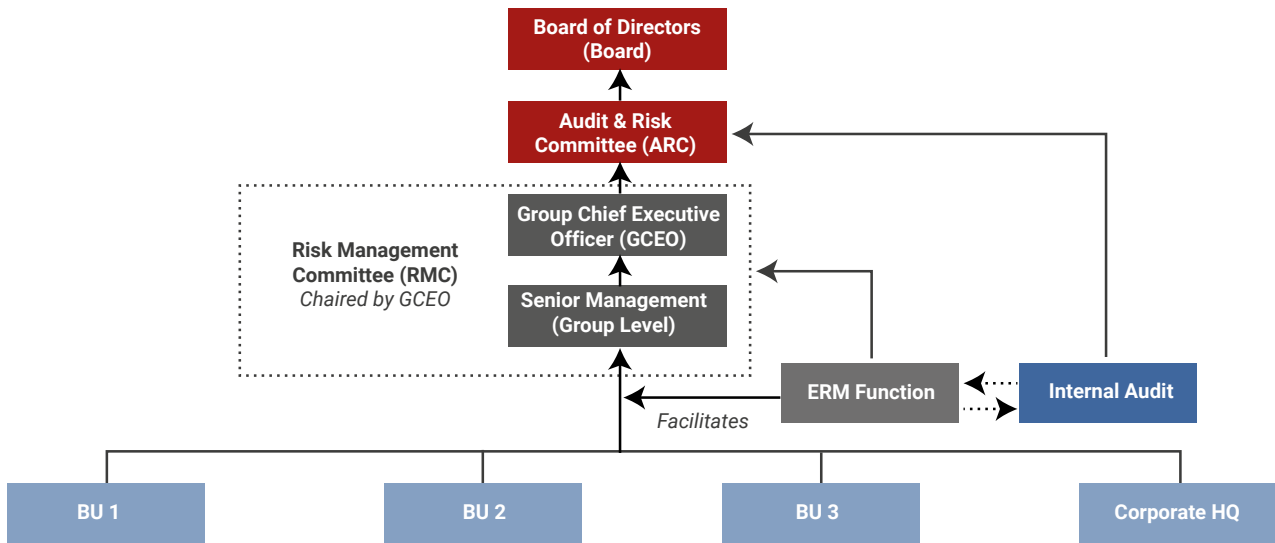 Board of Directors
(Board)
Audit & Risk
Committee (ARC)
Group Chief Executive
Officer (GCEO)
Risk Management
Committee (RMC)
Chaired by GCEO
Senior Management
(Group Level)
ERM Function
Internal Audit
Facilitates
BU 1
BU 2
BU 3
Corporate HQ